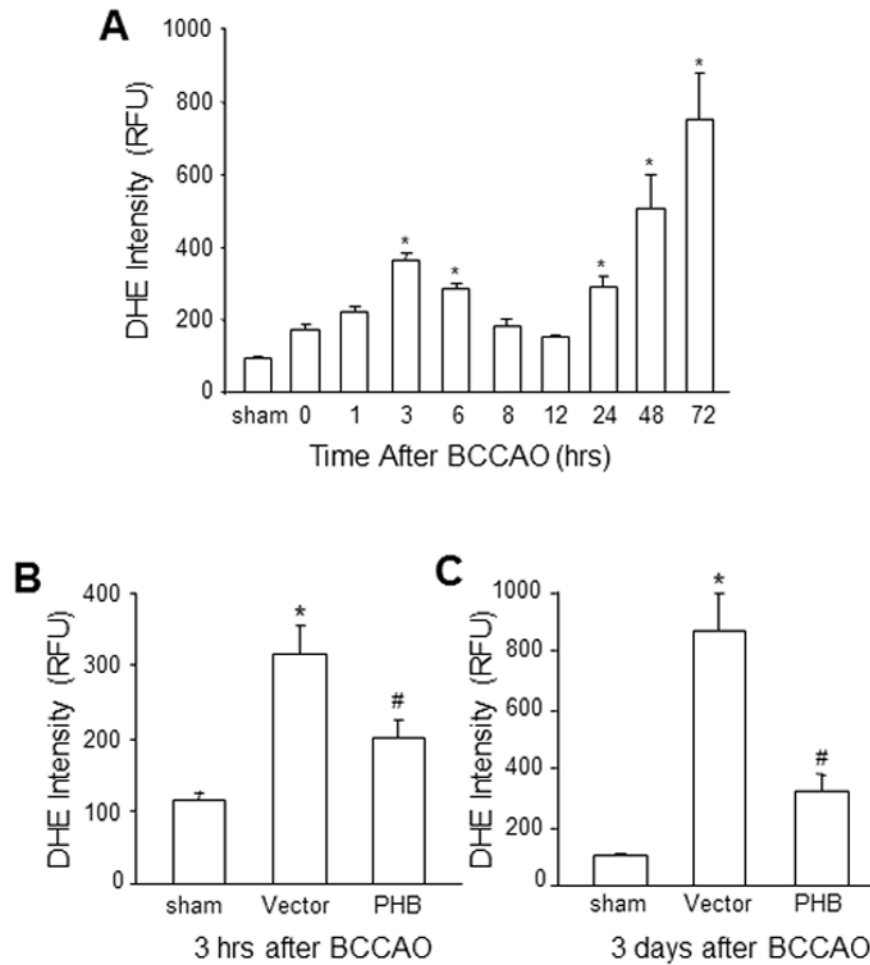 A
DHE Intensity (RFU)
1000
800
600
400
200
0
*
*
*
*
*
sham 0 1 3 6 8 12 24 48 72
Time After BCCAO (hrs)
B
DHE Intensity (RFU)
400
300
200
100
0
*
#
sham Vector PHB
3 hrs after BCCAO
C
DHE Intensity (RFU)
1000
800
600
400
200
0
*
#
sham Vector PHB
3 days after BCCAO